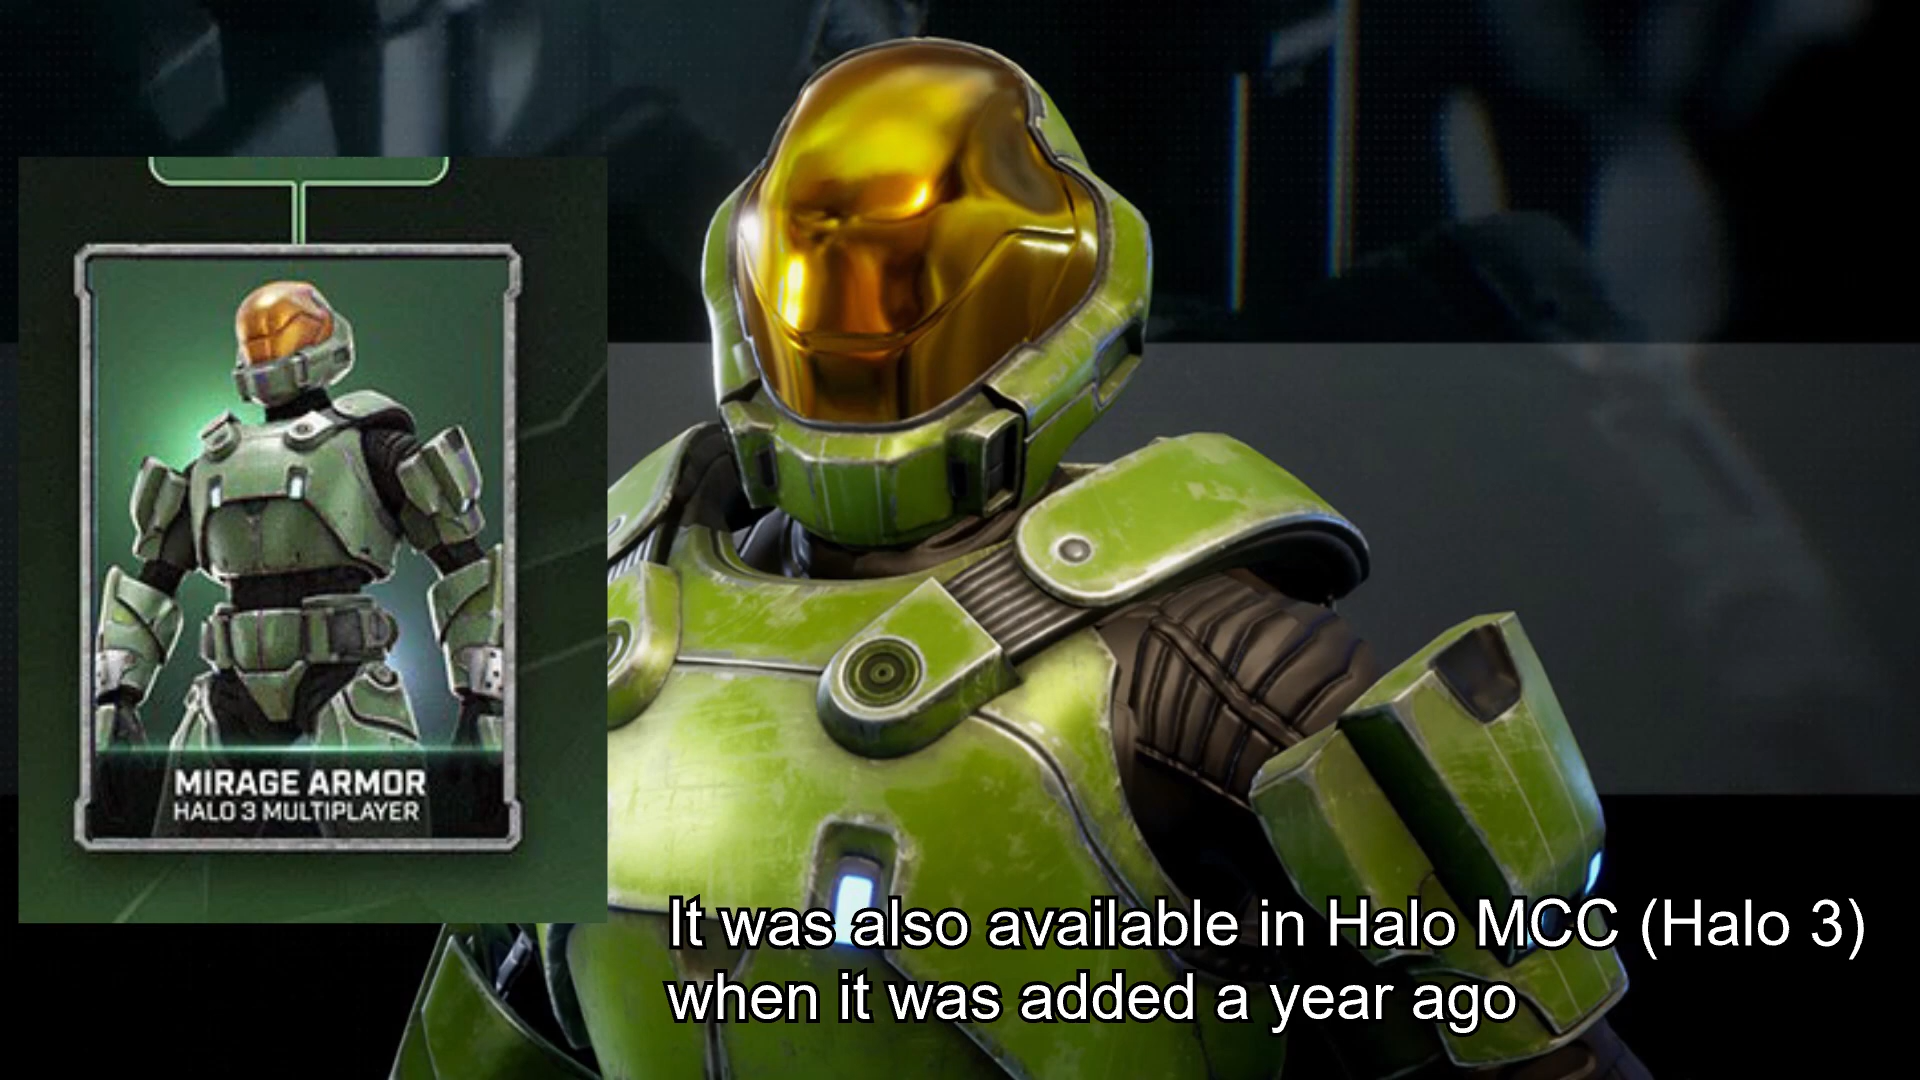 MIRAGE ARMOR
HALO 3 MULTIPLAYER
It was also available in Halo MCC (Halo 3)
when it was added a year ago